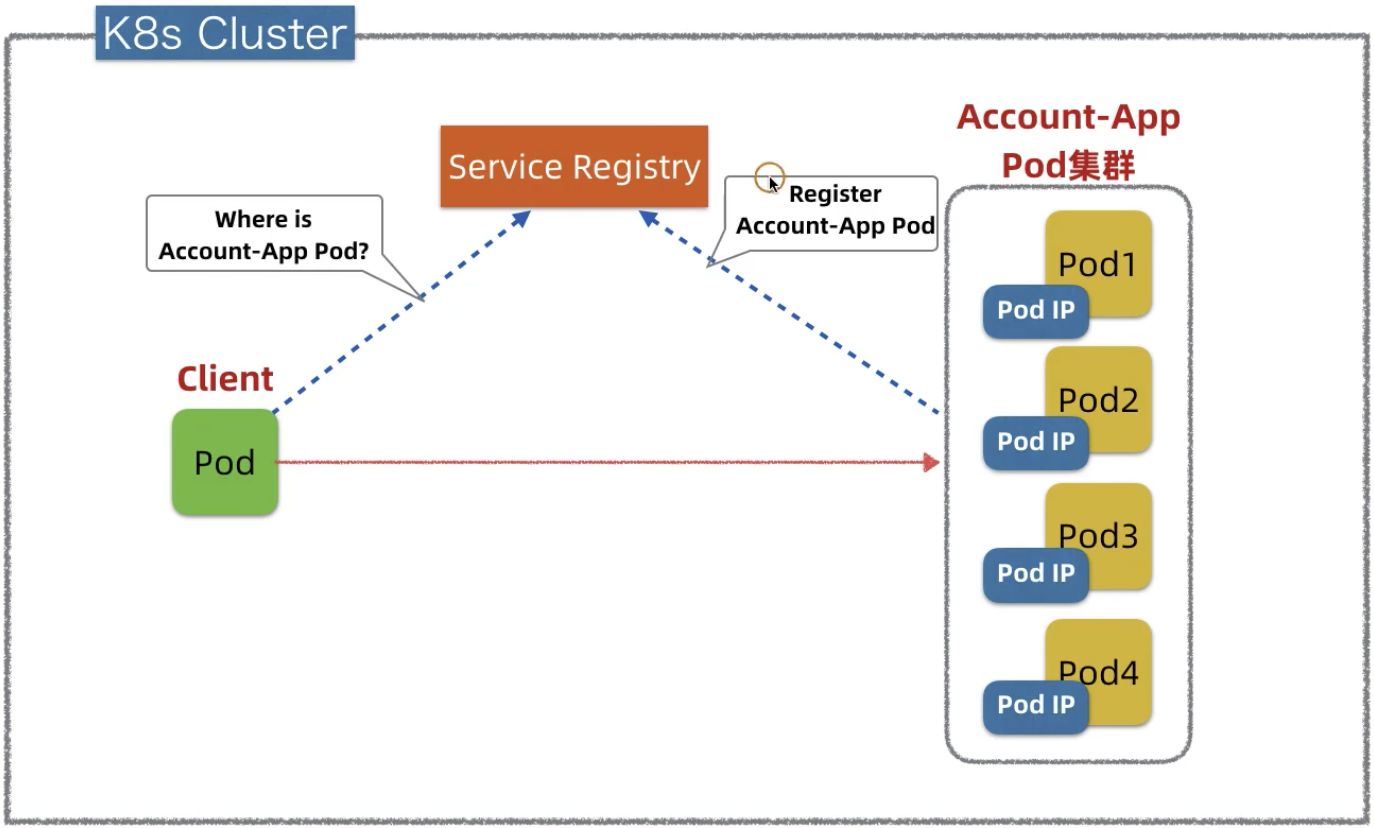 K8s Cluster
Service Registry
Where is
Account-App Pod?
Register
Account-App Pod
Account-App
Pod集群
Client
Pod
Pod1
Pod IP
Pod2
Pod IP
Pod3
Pod IP
Pod4
Pod IP